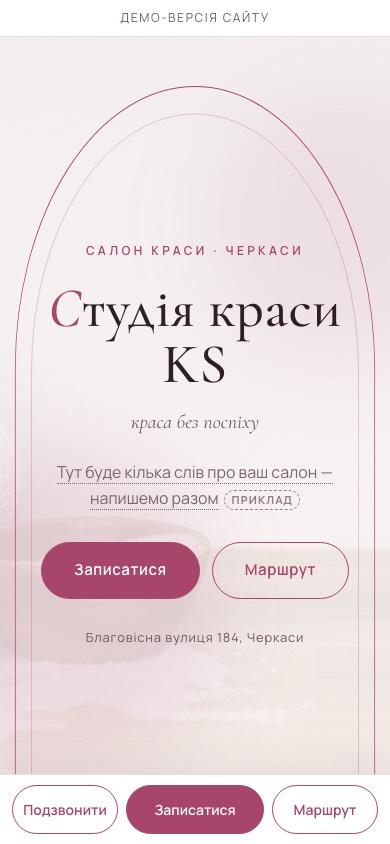 ДЕМО-ВЕРСІЯ САЙТУ
САЛОН КРАСИ · ЧЕРКАСИ
Студія краси
KS
краса без поспіху
Тут буде кілька слів про ваш салон —
напишемо разом ПРИКЛАД
Записатися Маршрут
Благовісна вулиця 184, Черкаси
Подзвонити Записатися Маршрут